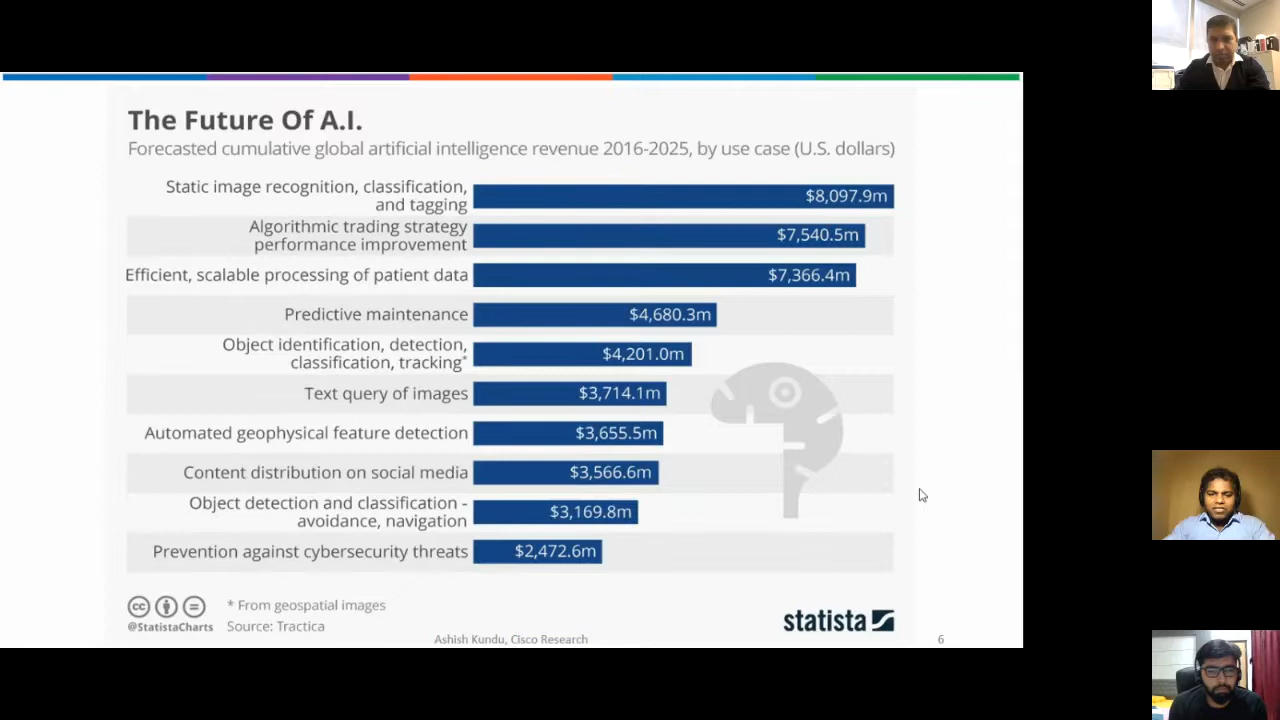 The Future Of A.I.
Forecasted cumulative global artificial intelligence revenue 2016-2025, by use case (U.S. dollars)
Static image recognition, classification,
and tagging
$8,097.9m
Algorithmic trading strategy
performance improvement
$7,540.5m
Efficient, scalable processing of patient data
$7,366.4m
Predictive maintenance
$4,680.3m
Object identification, detection,
classification, tracking*
$4,201.0m
Text query of images
$3,714.1m
Automated geophysical feature detection
$3,655.5m
Content distribution on social media
$3,566.6m
Object detection and classification -
avoidance, navigation
$3,169.8m
Prevention against cybersecurity threats
$2,472.6m
cc
@StatistaCharts
* From geospatial images
Source: Tractica
statista
Ashish Kundu, Cisco Research
6